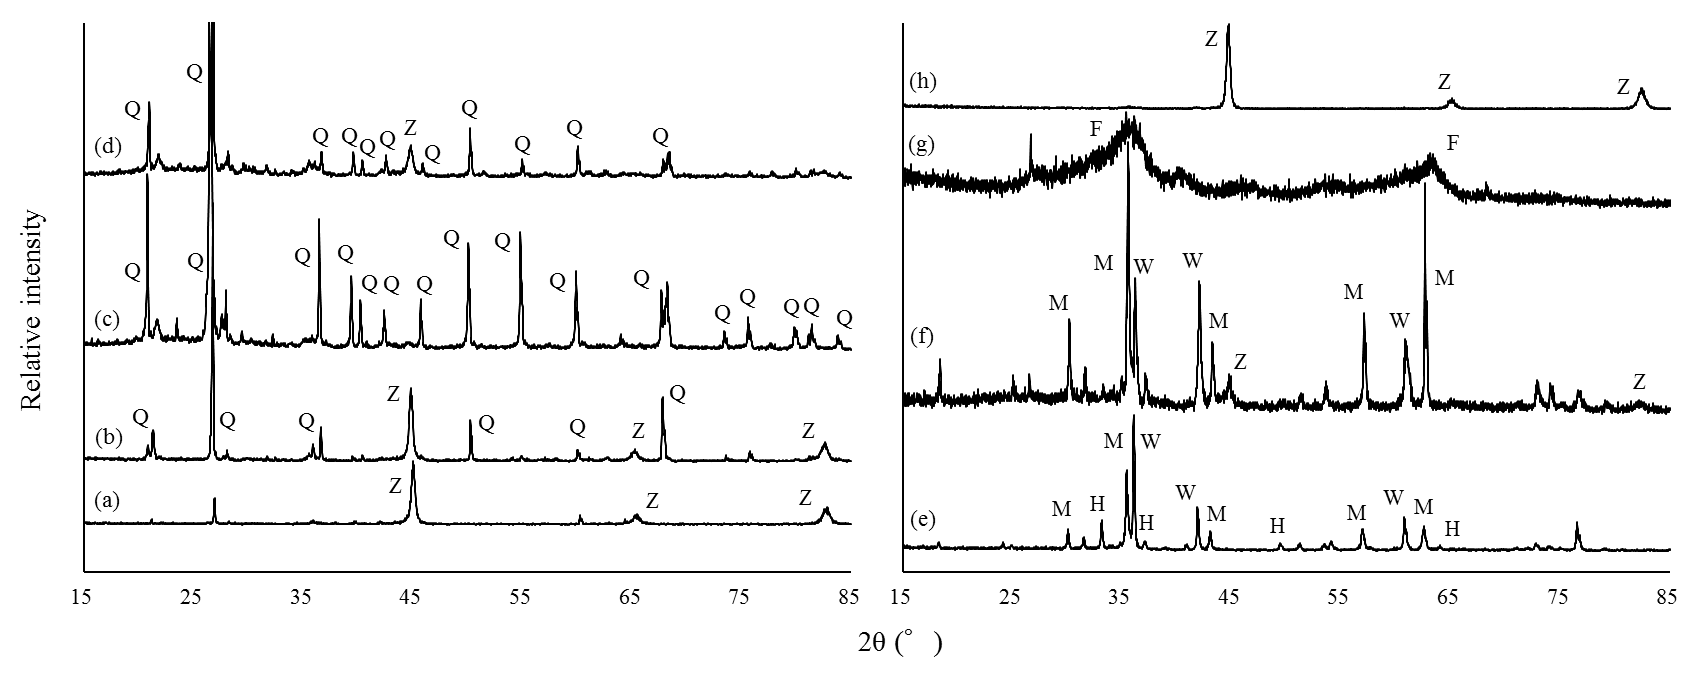 Q
Q
Q Q Q Q Z Q Q Q Q Q
(d)
Q Q Q Q Q Q Q Q Q Q Q Q Q Q Q Q
(c)
Q Q Q Z Q Q Z Q Z
(b)
Z Z Z
(a)
15 25 35 45 55 65 75 85
Relative intensity
Z Z Z
(h)
F F
(g)
M M W W M Z M W M Z
(f)
M H M W H W M H M W M H
(e)
15 25 35 45 55 65 75 85
2θ (° )